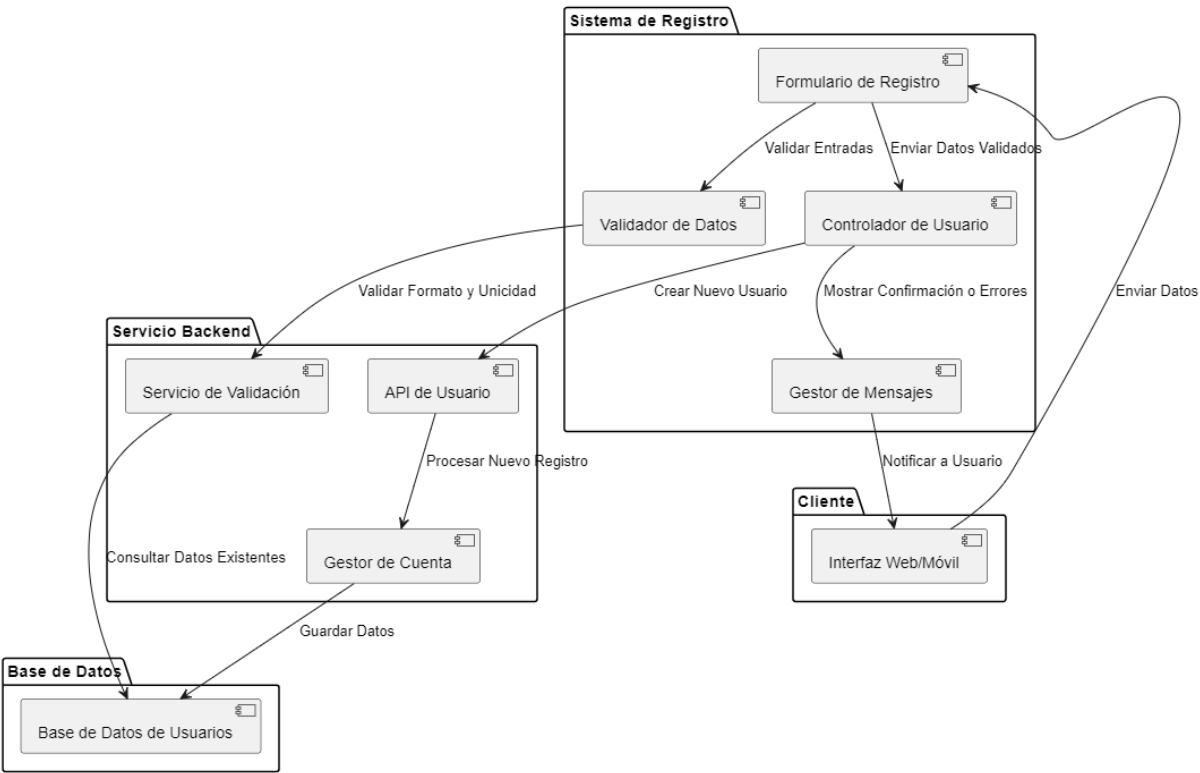 Sistema de Registro
Formulario de Registro
Validar Entradas
Enviar Datos Validados
Validador de Datos
Controlador de Usuario
Validar Formato y Unicidad
Crear Nuevo Usuario
Mostrar Confirmación o Errores
Enviar Datos
Servicio Backend
Servicio de Validación
API de Usuario
Gestor de Mensajes
Procesar Nuevo Registro
Notificar a Usuario
Cliente
Consultar Datos Existentes
Gestor de Cuenta
Interfaz Web/Móvil
Guardar Datos
Base de Datos
Base de Datos de Usuarios